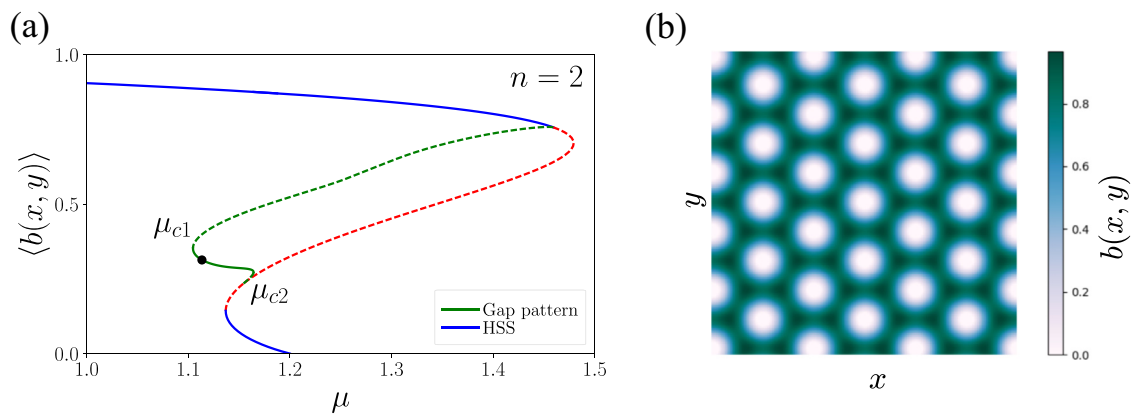 (a)
1.0
0.5
0.0
⟨b(x, y)⟩
n = 2
μc1
μc2
Gap pattern
HSS
1.0
1.1
1.2
1.3
1.4
1.5
μ
(b)
y
x
0.8
0.6
0.4
0.2
0.0
b(x, y)